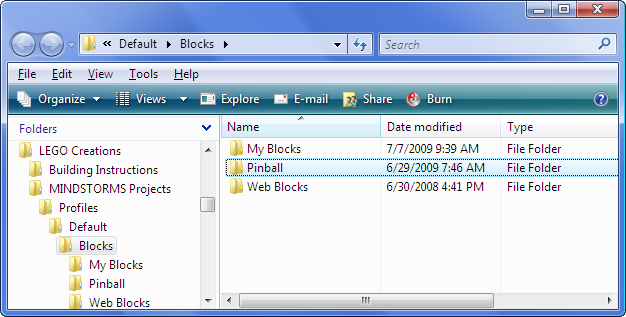 « Default ▸ Blocks ▸ Search
File Edit View Tools Help
Organize Views Explore E-mail Share Burn
Folders
LEGO Creations
Building Instructions
MINDSTORMS Projects
Profiles
Default
Blocks
My Blocks
Pinball
Web Blocks
Name Date modified Type
My Blocks 7/7/2009 9:39 AM File Folder
Pinball 6/29/2009 7:46 AM File Folder
Web Blocks 6/30/2008 4:41 PM File Folder